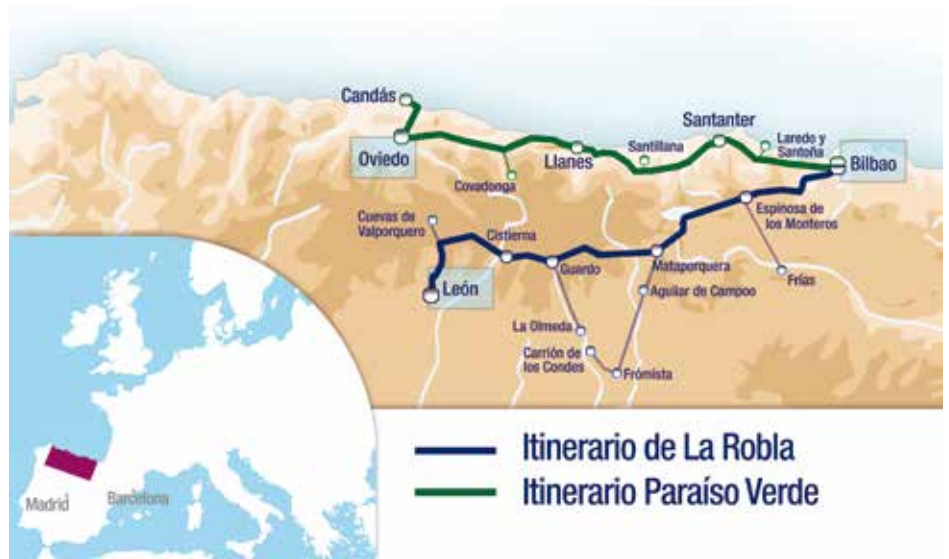 Candás
Oviedo
Covadonga
Llanes
Santillana
Santanter
Laredo y
Santoña
Bilbao
Cuevas de
Valporquero
León
Cistierna
Guardo
Mataporquera
Espinosa de
los Monteros
Frías
Aguilar de Campoo
La Olmeda
Carrión de
los Condes
Frómista
Madrid
Barcelona
Itinerario de La Robla
Itinerario Paraíso Verde